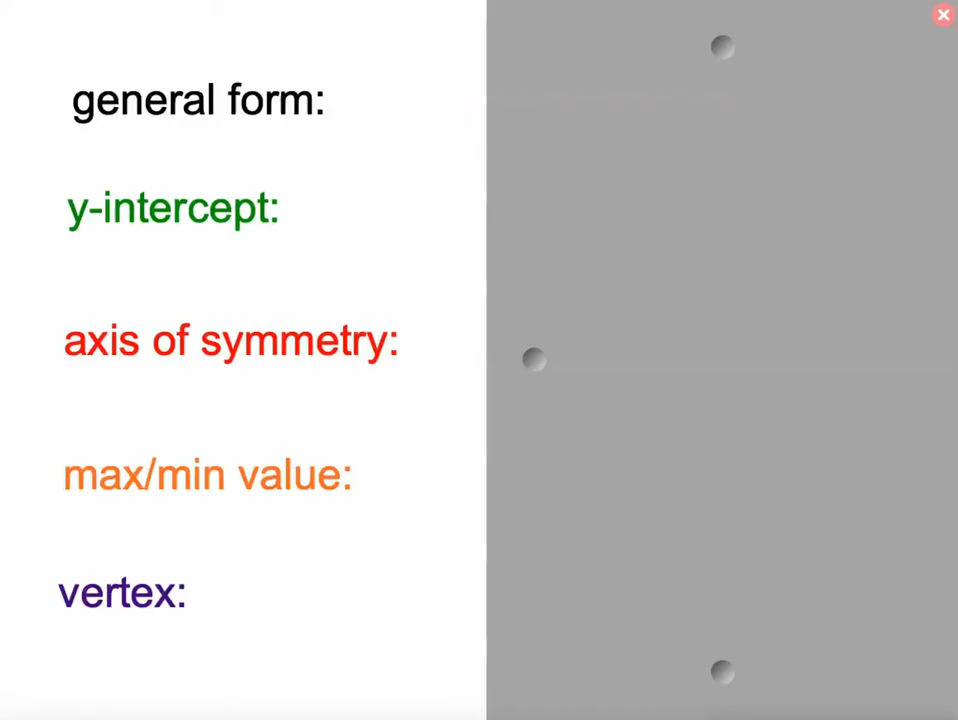 general form:
y-intercept:
axis of symmetry:
max/min value:
vertex: